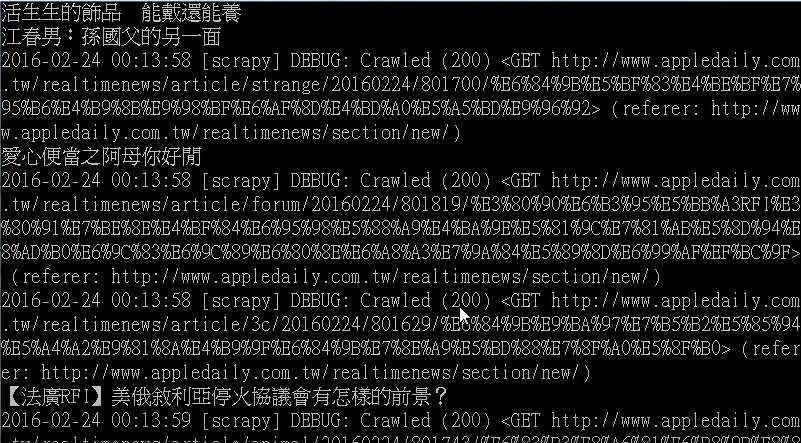 活生生的飾品　能戴還能養
江春男：孫國父的另一面
2016-02-24 00:13:58 [scrapy] DEBUG: Crawled (200) <GET http://www.appledaily.com
.tw/realtimenews/article/strange/20160224/801700/%E6%84%9B%E5%BF%83%E4%BE%BF%E7%
95%B6%E4%B9%8B%E9%98%BF%E6%AF%8D%E4%BD%A0%E5%A5%BD%E9%96%92> (referer: http://ww
w.appledaily.com.tw/realtimenews/section/new/)
愛心便當之阿母你好閒
2016-02-24 00:13:58 [scrapy] DEBUG: Crawled (200) <GET http://www.appledaily.com
.tw/realtimenews/article/forum/20160224/801819/%E3%80%90%E6%B3%95%E5%BB%A3RFI%E3
%80%91%E7%BE%8E%E4%BF%84%E6%95%98%E5%88%A9%E4%BA%9E%E5%81%9C%E7%81%AB%E5%8D%94%E
8%AD%B0%E6%9C%83%E6%9C%89%E6%80%8E%E6%A8%A3%E7%9A%84%E5%89%8D%E6%99%AF%EF%BC%9F>
(referer: http://www.appledaily.com.tw/realtimenews/section/new/)
2016-02-24 00:13:58 [scrapy] DEBUG: Crawled (200) <GET http://www.appledaily.com
.tw/realtimenews/article/3c/20160224/801629/%E6%84%9B%E9%BA%97%E7%B5%B2%E5%85%94
%E5%A4%A2%E9%81%8A%E4%B9%9F%E6%84%9B%E7%8E%A9%E5%BD%88%E7%8F%A0%E5%8F%B0> (refer
er: http://www.appledaily.com.tw/realtimenews/section/new/)
【法廣RFI】美俄敘利亞停火協議會有怎樣的前景？
2016-02-24 00:13:59 [scrapy] DEBUG: Crawled (200) <GET http://www.appledaily.com